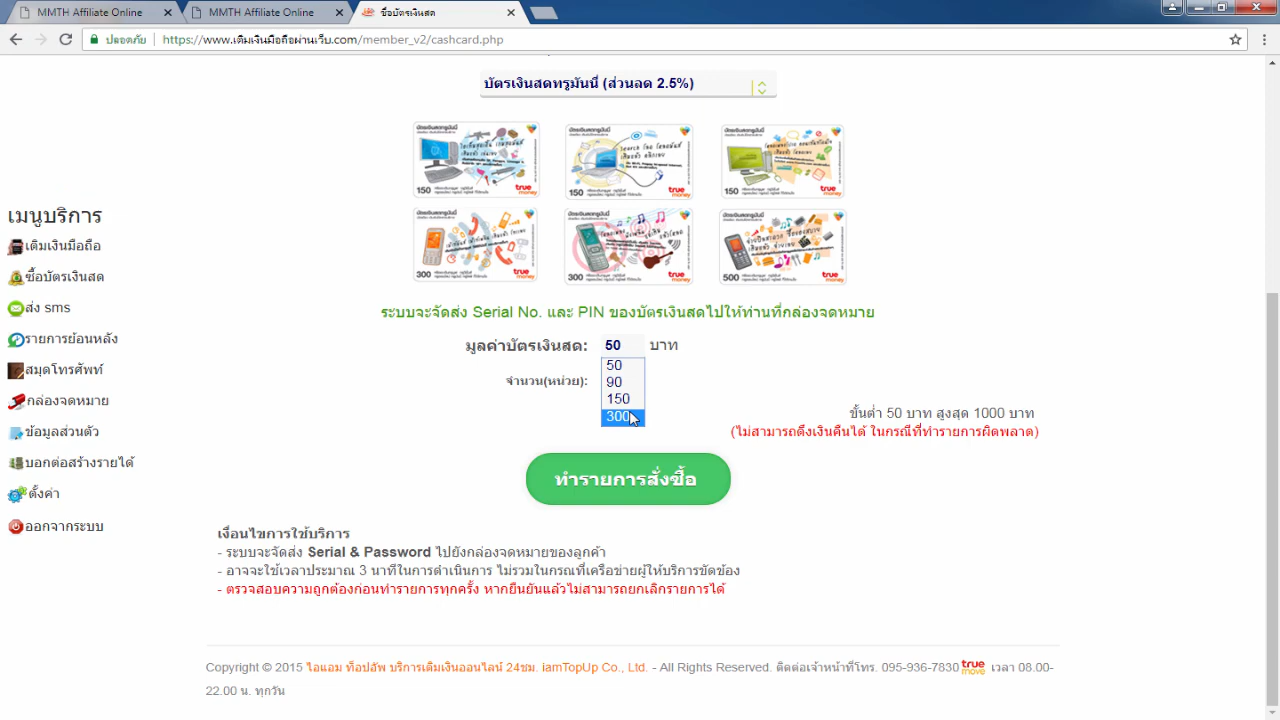 MMTH Affiliate Online
MMTH Affiliate Online
ซื้อบัตรเงินสด
ปลอดภัย
https://www.เติมเงินมือถือผ่านเว็บ.com/member_v2/cashcard.php
บัตรเงินสดทรูมันนี่ (ส่วนลด 2.5%)
150 true money
150 true money
150 true money
300 true money
300 true money
500 true money
เมนูบริการ
เติมเงินมือถือ
ซื้อบัตรเงินสด
ส่ง sms
รายการย้อนหลัง
สมุดโทรศัพท์
กล่องจดหมาย
ข้อมูลส่วนตัว
บอกต่อสร้างรายได้
ตั้งค่า
ออกจากระบบ
ระบบจะจัดส่ง Serial No. และ PIN ของบัตรเงินสดไปให้ท่านที่กล่องจดหมาย
มูลค่าบัตรเงินสด: 50 บาท
50
90
150
300
จำนวน(หน่วย):
ขั้นต่ำ 50 บาท สูงสุด 1000 บาท
(ไม่สามารถดึงเงินคืนได้ ในกรณีที่ทำรายการผิดพลาด)
ทำรายการสั่งซื้อ
เงื่อนไขการใช้บริการ
- ระบบจะจัดส่ง Serial & Password ไปยังกล่องจดหมายของลูกค้า
- อาจจะใช้เวลาประมาณ 3 นาทีในการดำเนินการ ไม่รวมในกรณที่เครือข่ายผู้ให้บริการขัดข้อง
- ตรวจสอบความถูกต้องก่อนทำรายการทุกครั้ง หากยืนยันแล้วไม่สามารถยกเลิกรายการได้
Copyright © 2015 ไอแอม ท็อปอัพ บริการเติมเงินออนไลน์ 24ชม. iamTopUp Co., Ltd. - All Rights Reserved. ติดต่อเจ้าหน้าที่โทร. 095-936-7830 true move เวลา 08.00-
22.00 น. ทุกวัน